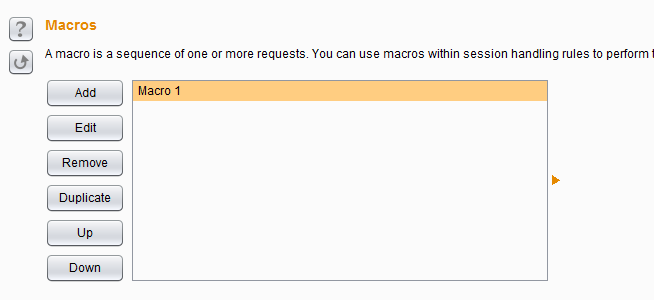 Macros
A macro is a sequence of one or more requests. You can use macros within session handling rules to perform
Add
Macro 1
Edit
Remove
Duplicate
Up
Down